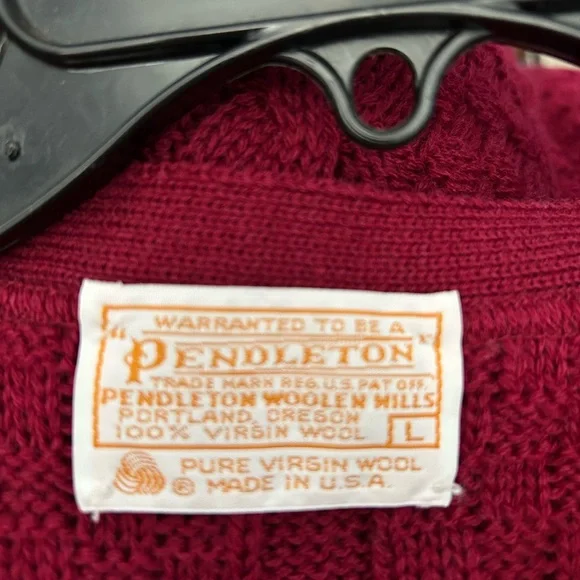 WARRANTED TO BE A
"PENDLETON"
TRADE MARK REG. U.S. PAT OFF.
PENDLETON WOOLEN MILLS
PORTLAND, OREGON
100% VIRGIN WOOL L
PURE VIRGIN WOOL
® MADE IN U.S.A.